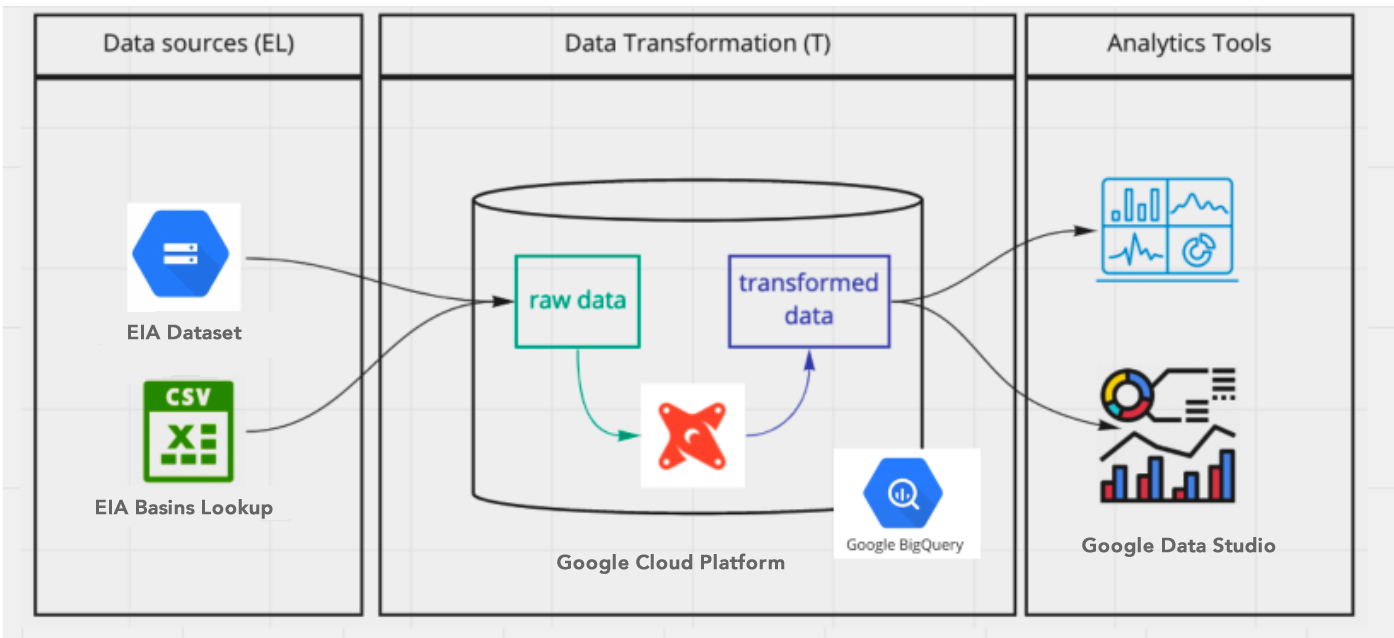 Data sources (EL)
Data Transformation (T)
Analytics Tools
EIA Dataset
CSV
X
EIA Basins Lookup
raw data
transformed
data
Google BigQuery
Google Cloud Platform
Google Data Studio